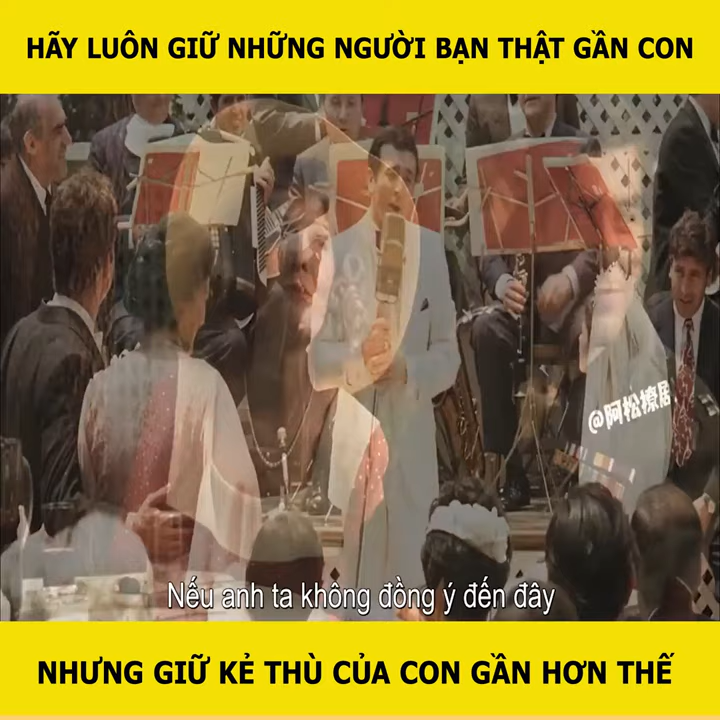 HÃY LUÔN GIỮ NHỮNG NGƯỜI BẠN THẬT GẦN CON
@阿松撩剧
Nếu anh ta không đồng ý đến đây
NHƯNG GIỮ KẺ THÙ CỦA CON GẦN HƠN THẾ